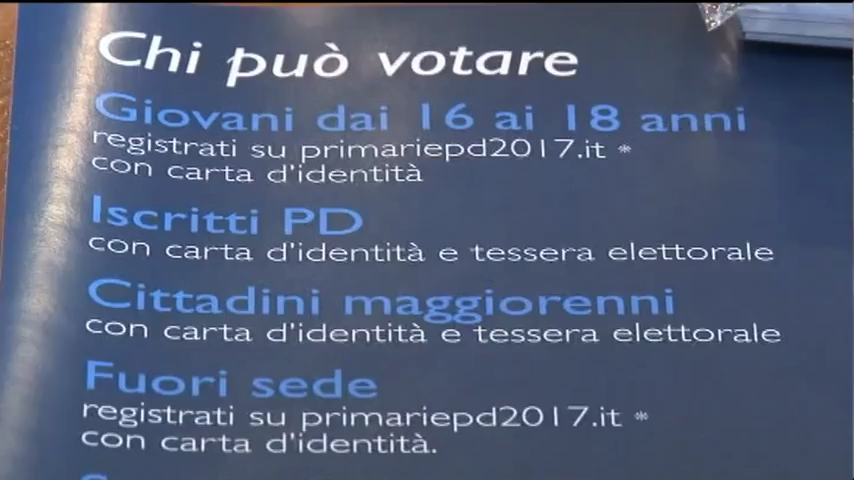 Chi può votare
Giovani dai 16 ai 18 anni
registrati su primariepd2017.it *
con carta d'identità
Iscritti PD
con carta d'identità e tessera elettorale
Cittadini maggiorenni
con carta d'identità e tessera elettorale
Fuori sede
registrati su primariepd2017.it *
con carta d'identità.